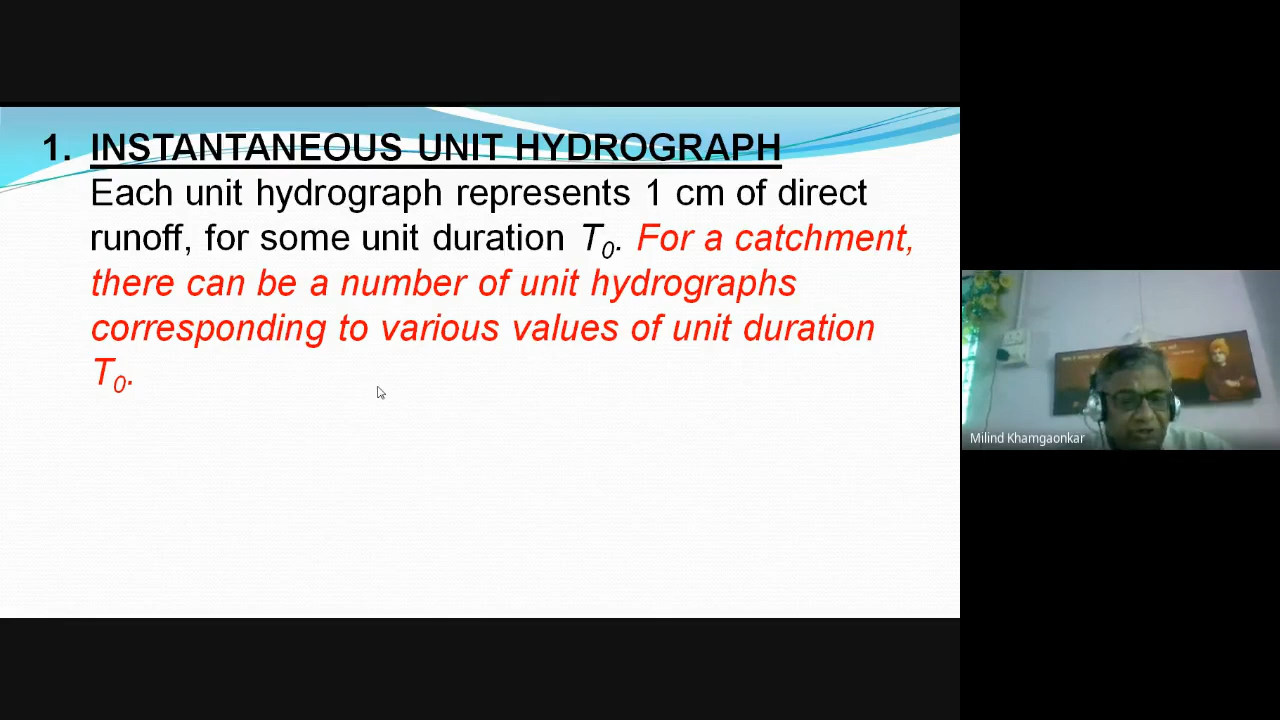 1. INSTANTANEOUS UNIT HYDROGRAPH
Each unit hydrograph represents 1 cm of direct
runoff, for some unit duration T0. For a catchment,
there can be a number of unit hydrographs
corresponding to various values of unit duration
T0.
Milind Khamgaonkar